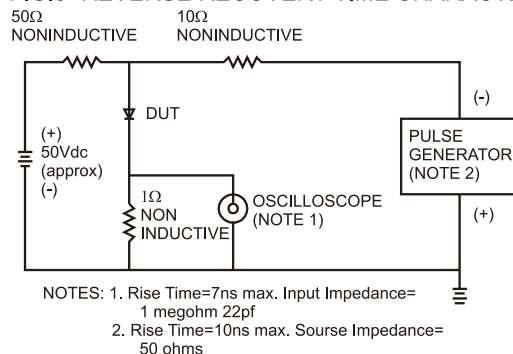 50Ω
NONINDUCTIVE
10Ω
NONINDUCTIVE
DUT
(+)
50Vdc
(approx)
(-)
1Ω
NON
INDUCTIVE
OSCILLOSCOPE
(NOTE 1)
(-)
PULSE
GENERATOR
(NOTE 2)
(+)
NOTES: 1. Rise Time=7ns max. Input Impedance=
1 megohm 22pf
2. Rise Time=10ns max. Sourse Impedance=
50 ohms